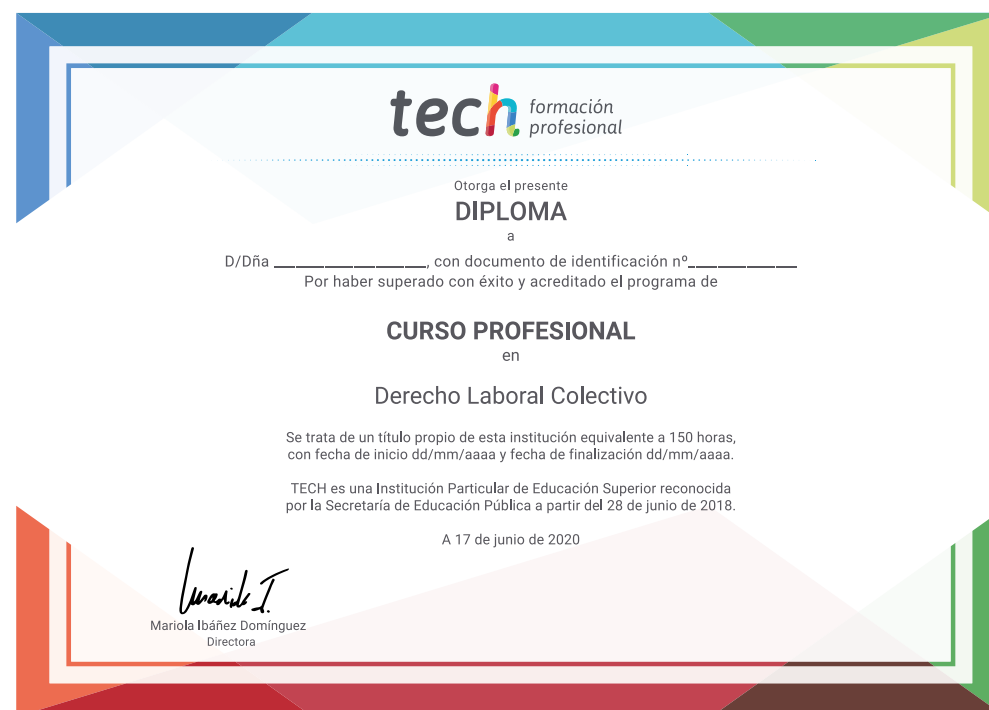 tech formación
profesional
Otorga el presente
DIPLOMA
a
D/Dña ______________, con documento de identificación nº__________
Por haber superado con éxito y acreditado el programa de
CURSO PROFESIONAL
en
Derecho Laboral Colectivo
Se trata de un título propio de esta institución equivalente a 150 horas,
con fecha de inicio dd/mm/aaaa y fecha de finalización dd/mm/aaaa.
TECH es una Institución Particular de Educación Superior reconocida
por la Secretaría de Educación Pública a partir del 28 de junio de 2018.
A 17 de junio de 2020
Mariola Ibáñez Domínguez
Directora